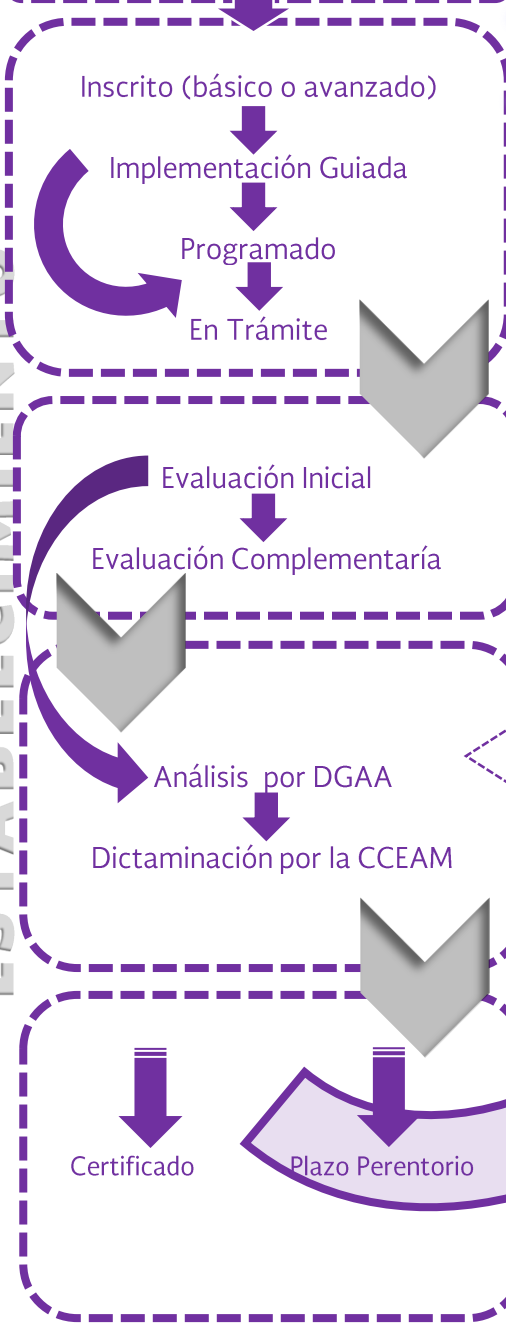 Inscrito (básico o avanzado)
Implementación Guiada
Programado
En Trámite
Evaluación Inicial
Evaluación Complementaría
Análisis por DGAA
Dictaminación por la CCEAM
Certificado
Plazo Perentorio